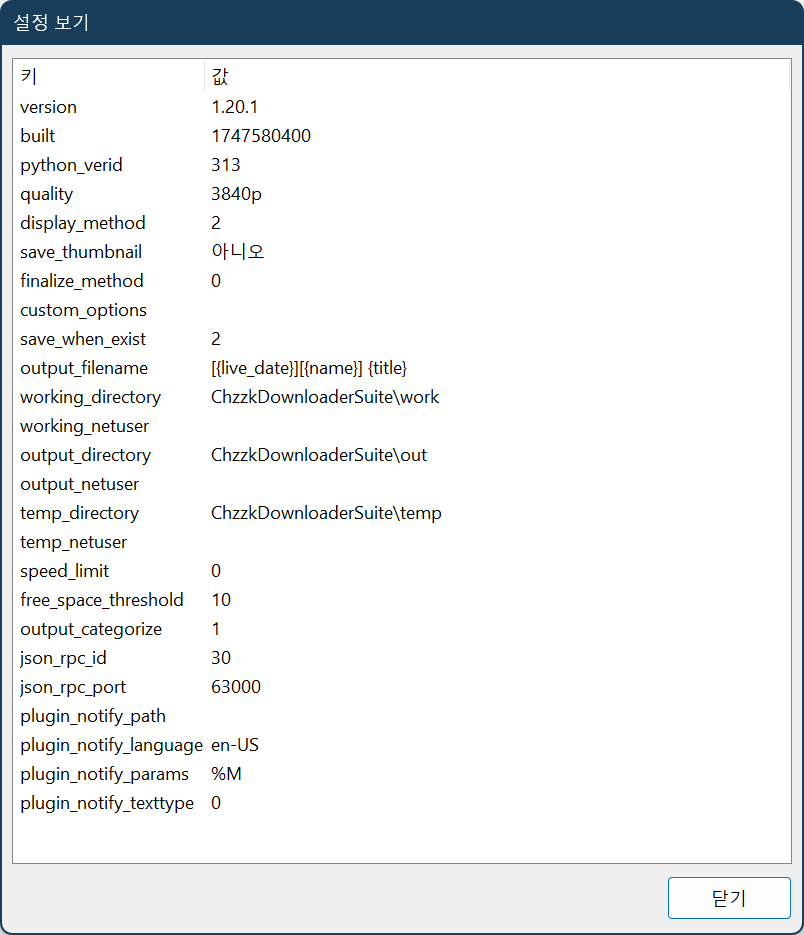 설정 보기
키 값
version 1.20.1
built 1747580400
python_verid 313
quality 3840p
display_method 2
save_thumbnail 아니오
finalize_method 0
custom_options
save_when_exist 2
output_filename [{live_date}][{name}] {title}
working_directory ChzzkDownloaderSuite\work
working_netuser
output_directory ChzzkDownloaderSuite\out
output_netuser
temp_directory ChzzkDownloaderSuite\temp
temp_netuser
speed_limit 0
free_space_threshold 10
output_categorize 1
json_rpc_id 30
json_rpc_port 63000
plugin_notify_path
plugin_notify_language en-US
plugin_notify_params %M
plugin_notify_texttype 0
닫기